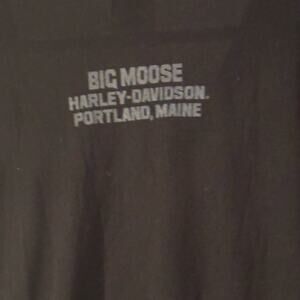 BIG MOOSE
HARLEY-DAVIDSON.
PORTLAND, MAINE